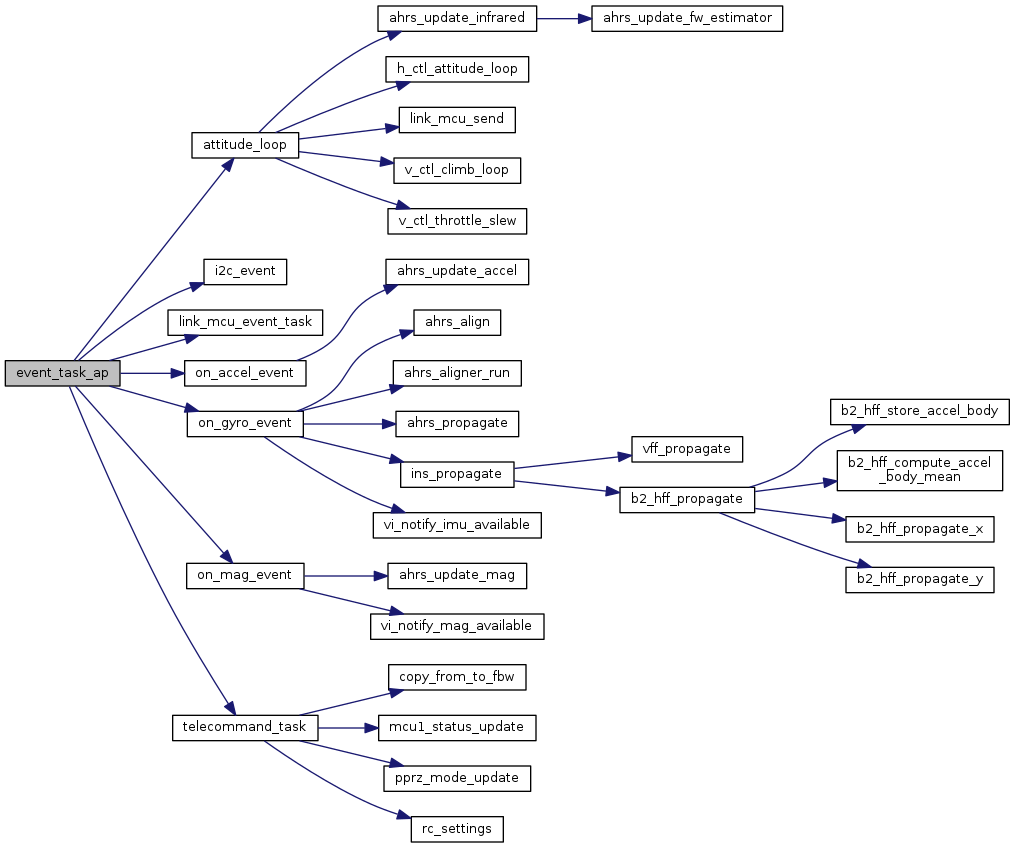 ahrs_update_infrared
ahrs_update_fw_estimator
h_ctl_attitude_loop
link_mcu_send
attitude_loop
v_ctl_climb_loop
v_ctl_throttle_slew
i2c_event
ahrs_update_accel
link_mcu_event_task
ahrs_align
event_task_ap
on_accel_event
ahrs_aligner_run
on_gyro_event
ahrs_propagate
ins_propagate
vff_propagate
b2_hff_propagate
b2_hff_store_accel_body
b2_hff_compute_accel
_body_mean
b2_hff_propagate_x
b2_hff_propagate_y
vi_notify_imu_available
on_mag_event
ahrs_update_mag
vi_notify_mag_available
copy_from_to_fbw
telecommand_task
mcu1_status_update
pprz_mode_update
rc_settings